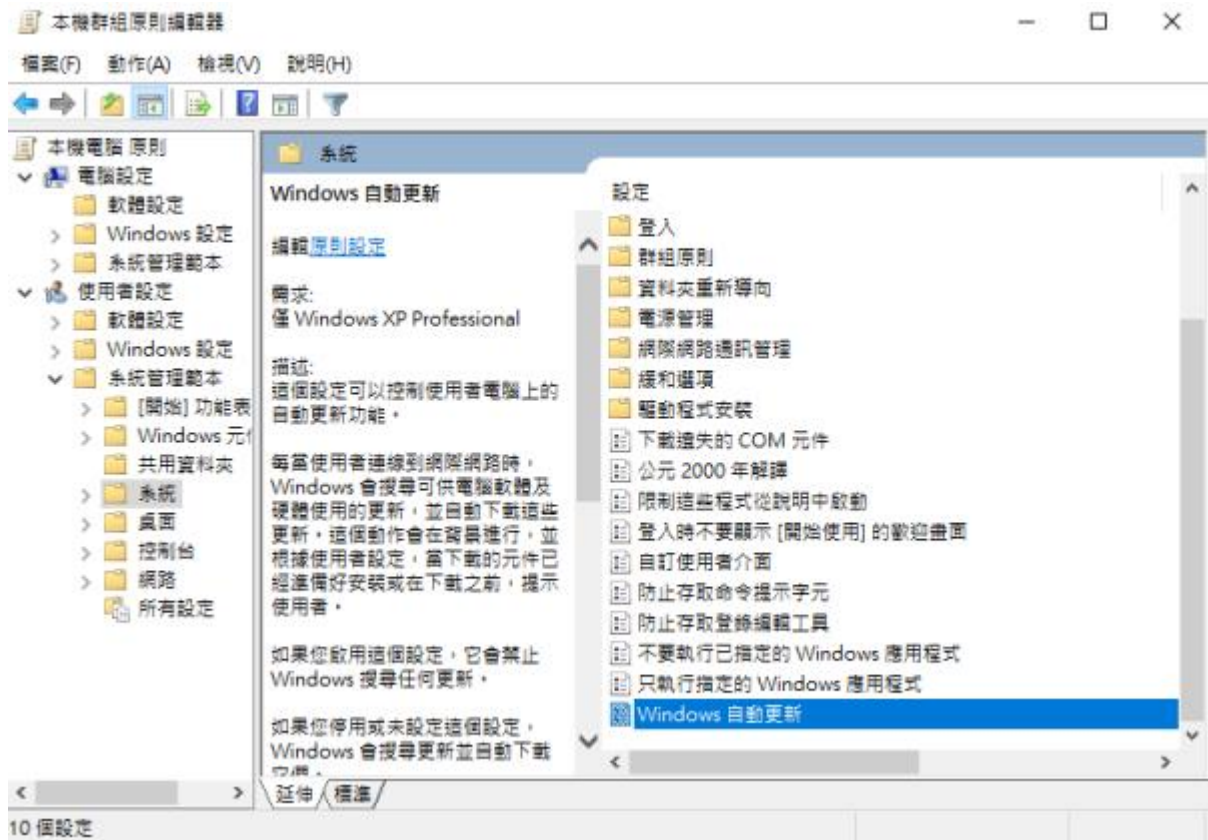 本機群組原則編輯器
檔案(F) 動作(A) 檢視(V) 說明(H)
本機電腦 原則
電腦設定
軟體設定
Windows 設定
系統管理範本
使用者設定
軟體設定
Windows 設定
系統管理範本
[開始] 功能表
Windows 元
共用資料夾
系統
桌面
控制台
網路
所有設定
系統
Windows 自動更新
編輯原則設定
需求:
僅 Windows XP Professional
描述:
這個設定可以控制使用者電腦上的
自動更新功能。
每當使用者連線到網際網路時，
Windows 會搜尋可供電腦軟體及
硬體使用的更新，並自動下載這些
更新。這個動作會在背景進行，並
根據使用者設定，當下載的元件已
經準備好安裝或在下載之前，提示
使用者。
如果您啟用這個設定，它會禁止
Windows 搜尋任何更新。
如果您停用或未設定這個設定，
Windows 會搜尋更新並自動下載
設定
登入
群組原則
資料夾重新導向
電源管理
網際網路通訊管理
緩和選項
驅動程式安裝
下載遺失的 COM 元件
公元 2000 年解譯
限制這些程式從說明中啟動
登入時不要顯示 [開始使用] 的歡迎畫面
自訂使用者介面
防止存取命令提示字元
防止存取登錄編輯工具
不要執行已指定的 Windows 應用程式
只執行指定的 Windows 應用程式
Windows 自動更新
延伸 標準
10 個設定